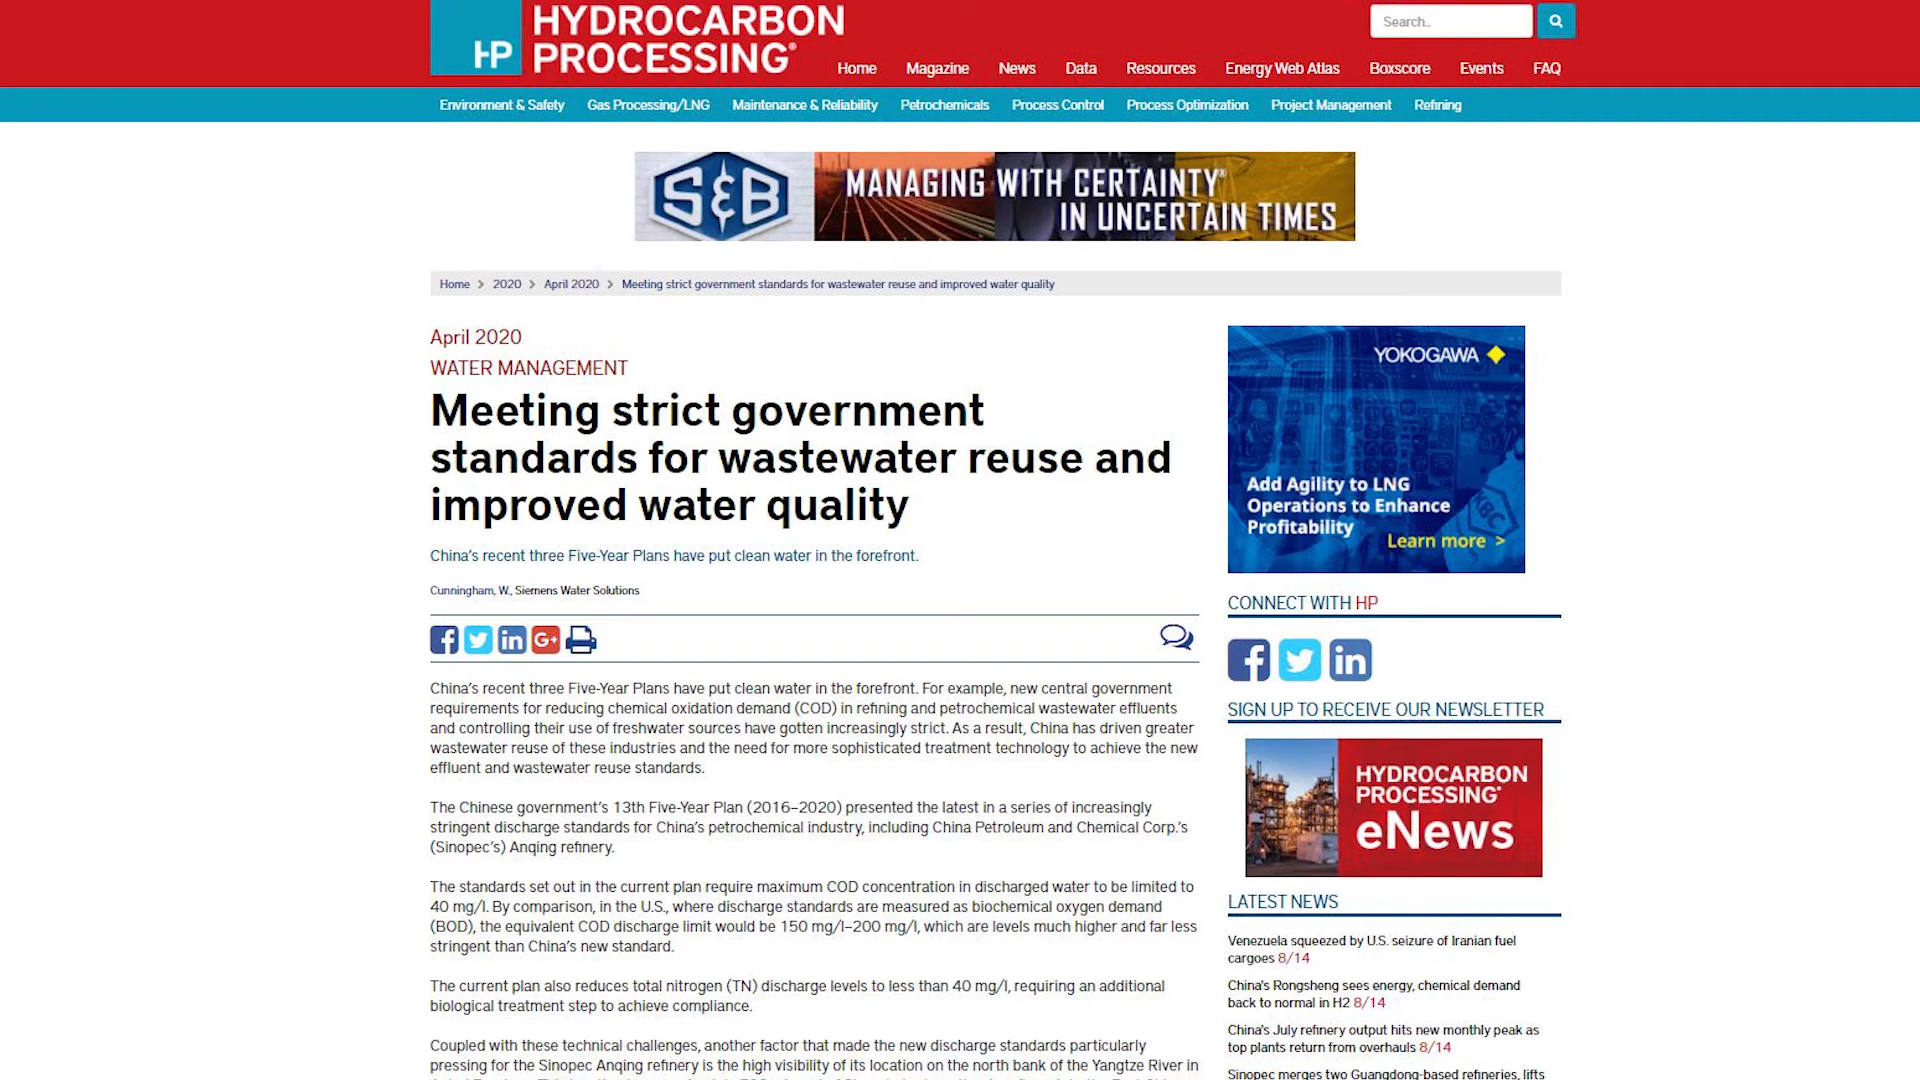 HP
HYDROCARBON
PROCESSING®
Search..
Home Magazine News Data Resources Energy Web Atlas Boxscore Events FAQ
Environment & Safety Gas Processing/LNG Maintenance & Reliability Petrochemicals Process Control Process Optimization Project Management Refining
S&B
MANAGING WITH CERTAINTY®
IN UNCERTAIN TIMES
Home > 2020 > April 2020 > Meeting strict government standards for wastewater reuse and improved water quality
April 2020
WATER MANAGEMENT
Meeting strict government
standards for wastewater reuse and
improved water quality
China's recent three Five-Year Plans have put clean water in the forefront.
Cunningham, W., Siemens Water Solutions
China's recent three Five-Year Plans have put clean water in the forefront. For example, new central government
requirements for reducing chemical oxidation demand (COD) in refining and petrochemical wastewater effluents
and controlling their use of freshwater sources have gotten increasingly strict. As a result, China has driven greater
wastewater reuse of these industries and the need for more sophisticated treatment technology to achieve the new
effluent and wastewater reuse standards.
The Chinese government's 13th Five-Year Plan (2016–2020) presented the latest in a series of increasingly
stringent discharge standards for China's petrochemical industry, including China Petroleum and Chemical Corp.'s
(Sinopec's) Anqing refinery.
The standards set out in the current plan require maximum COD concentration in discharged water to be limited to
40 mg/l. By comparison, in the U.S., where discharge standards are measured as biochemical oxygen demand
(BOD), the equivalent COD discharge limit would be 150 mg/l–200 mg/l, which are levels much higher and far less
stringent than China's new standard.
The current plan also reduces total nitrogen (TN) discharge levels to less than 40 mg/l, requiring an additional
biological treatment step to achieve compliance.
Coupled with these technical challenges, another factor that made the new discharge standards particularly
pressing for the Sinopec Anqing refinery is the high visibility of its location on the north bank of the Yangtze River in
YOKOGAWA
Add Agility to LNG
Operations to Enhance
Profitability
KBC
Learn more >
CONNECT WITH HP
SIGN UP TO RECEIVE OUR NEWSLETTER
HYDROCARBON
PROCESSING®
eNews
LATEST NEWS
Venezuela squeezed by U.S. seizure of Iranian fuel
cargoes 8/14
China's Rongsheng sees energy, chemical demand
back to normal in H2 8/14
China's July refinery output hits new monthly peak as
top plants return from overhauls 8/14
Sinopec merges two Guangdong-based refineries, lifts